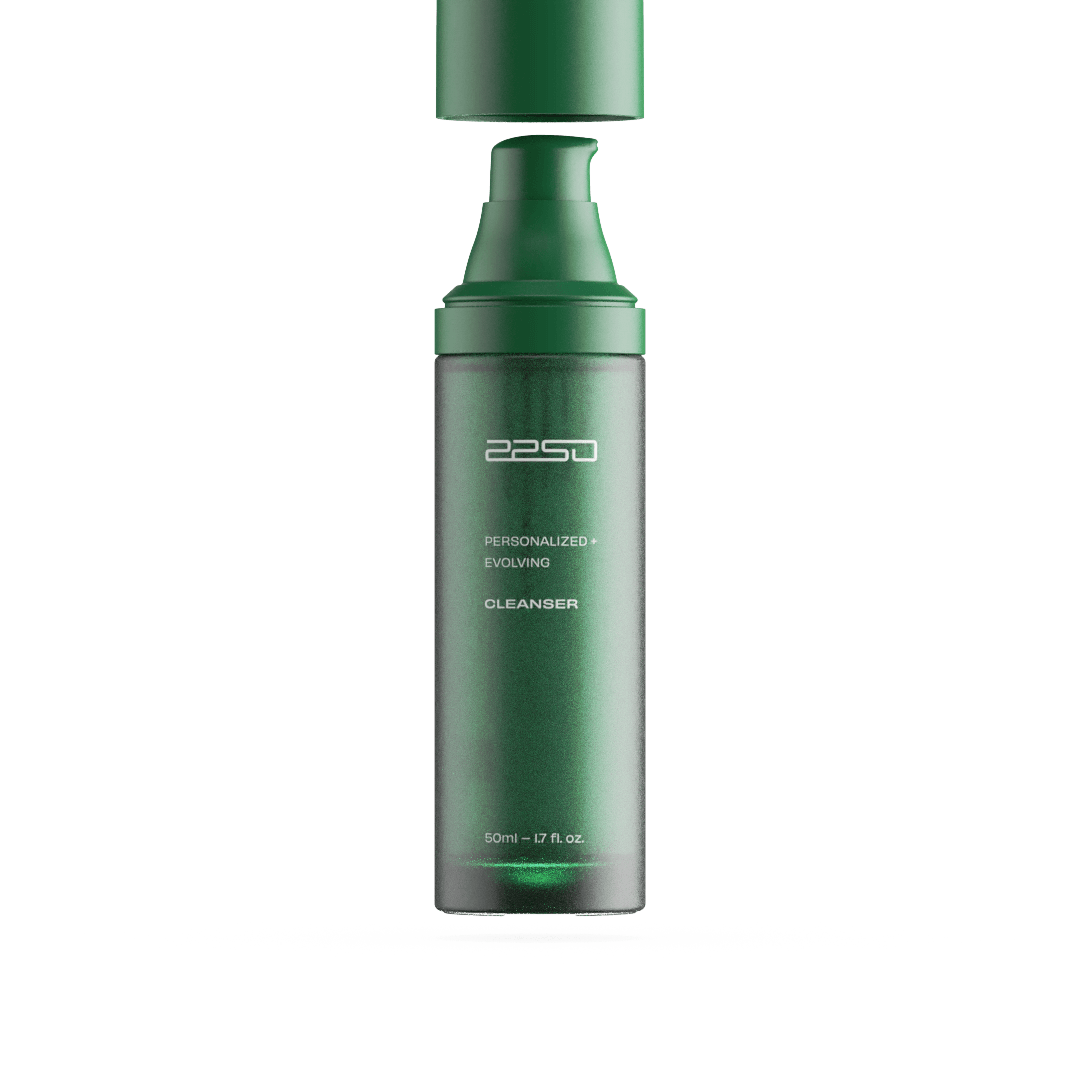 2250
PERSONALIZED +
EVOLVING
CLEANSER
50ml – 1.7 fl. oz.